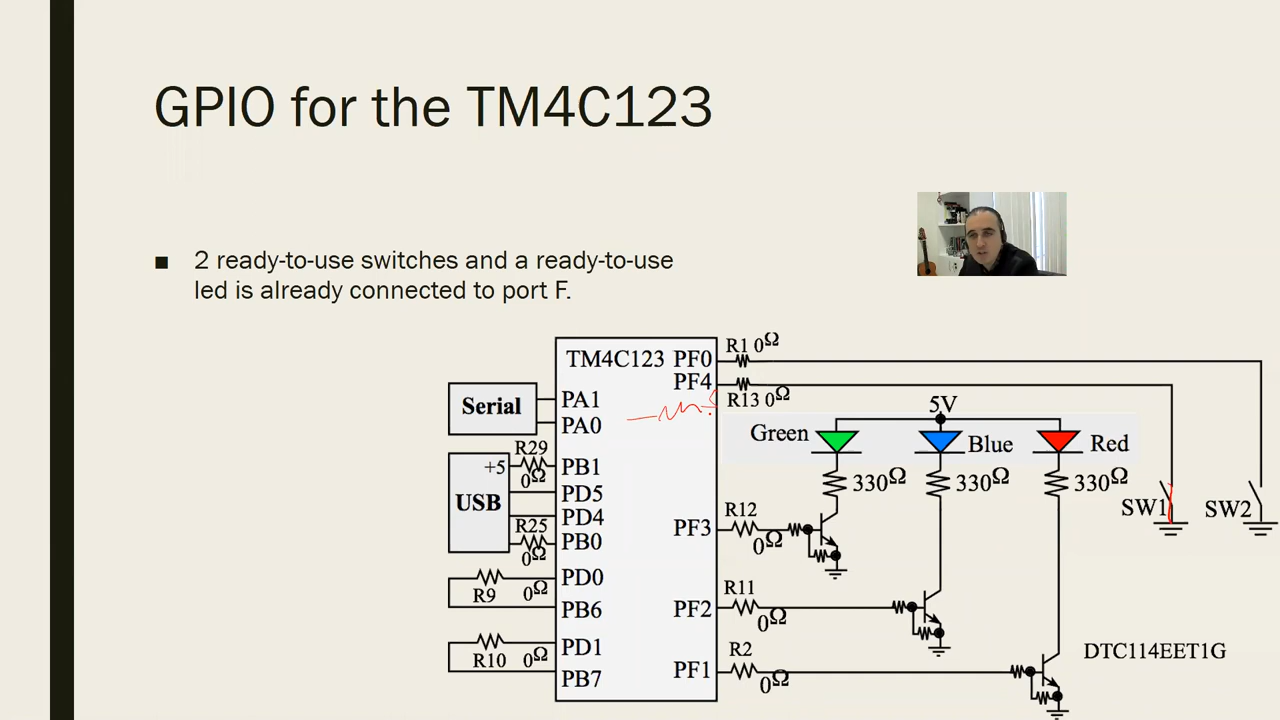 GPIO for the TM4C123
■ 2 ready-to-use switches and a ready-to-use
led is already connected to port F.
TM4C123
PF0
R1 0Ω
PF4
R13 0Ω
Serial
PA1
PA0
5V
Green
Blue
Red
R29
0Ω
+5
USB
PB1
PD5
PD4
R25
0Ω
PB0
330Ω
330Ω
330Ω
SW1
SW2
PF3
R12
0Ω
PD0
R9
0Ω
PB6
PF2
R11
0Ω
PD1
R10
0Ω
PB7
PF1
R2
0Ω
DTC114EET1G